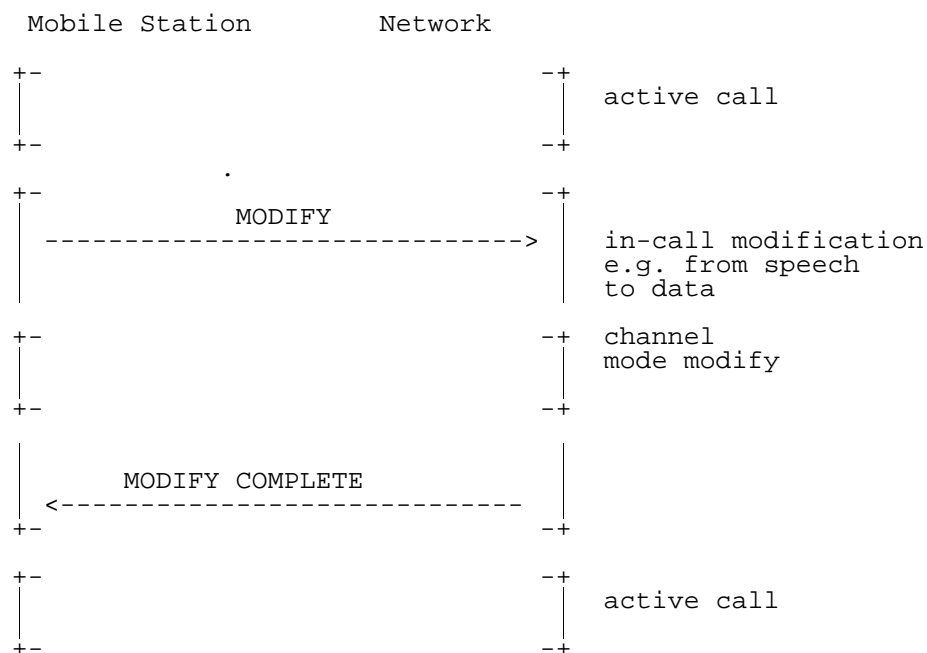 Mobile Station Network
+- -+
active call
+- -+
.
+- -+
MODIFY
------------------------------> in-call modification
e.g. from speech
to data
+- -+ channel
mode modify
+- -+
MODIFY COMPLETE
<-----------------------------
+- -+
+- -+
active call
+- -+